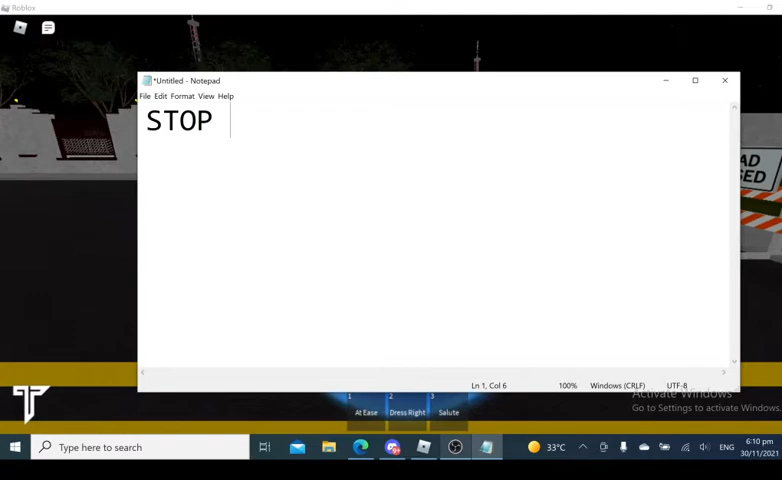 Roblox
*Untitled - Notepad
File Edit Format View Help
STOP
Ln 1, Col 6 100% Windows (CRLF) UTF-8
Activate Windows
Go to Settings to activate Windows.
1 2 3
At Ease Dress Right Salute
Type here to search
33°C
ENG
6:10 pm
30/11/2021